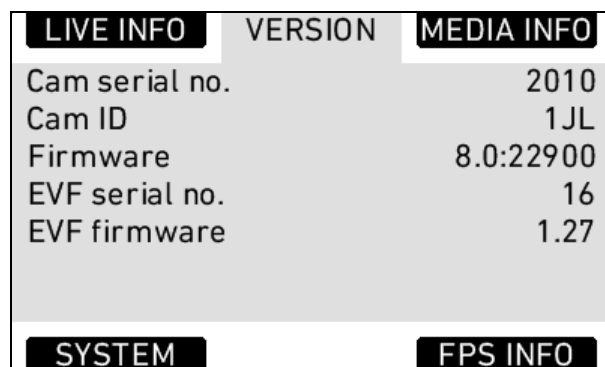 LIVE INFO VERSION MEDIA INFO
Cam serial no. 2010
Cam ID 1JL
Firmware 8.0:22900
EVF serial no. 16
EVF firmware 1.27
SYSTEM FPS INFO